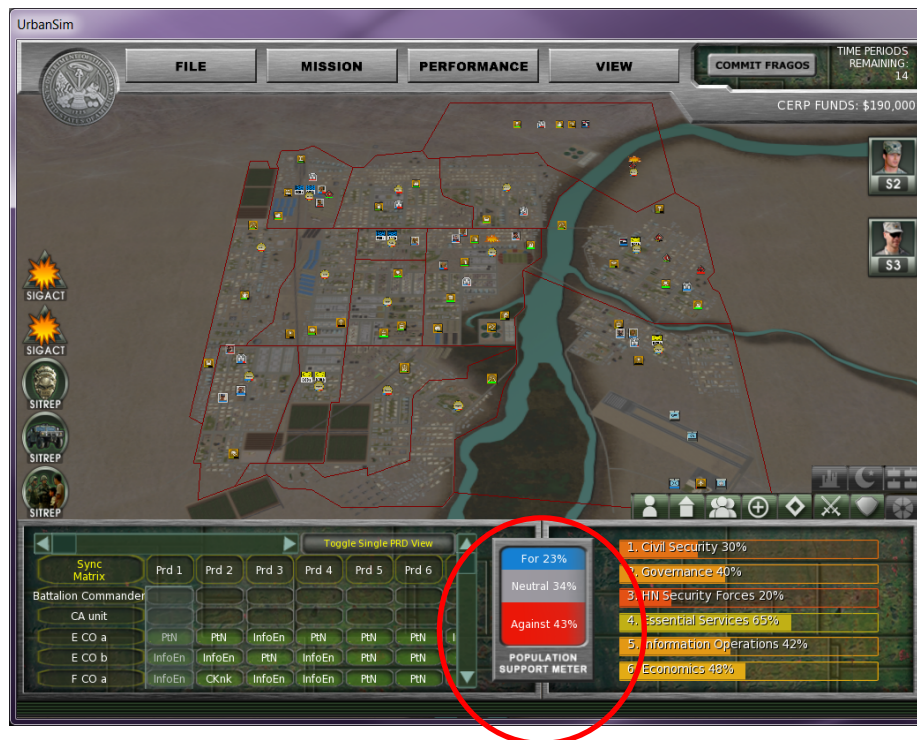 UrbanSim
FILE
MISSION
PERFORMANCE
VIEW
COMMIT FRAGOS
TIME PERIODS
REMAINING:
14
CERP FUNDS: $190,000
S2
S3
SIGACT
SIGACT
SITREP
SITREP
SITREP
Toggle Single PRD View
Sync
Matrix
Prd 1 Prd 2 Prd 3 Prd 4 Prd 5 Prd 6
Battalion Commander
CA unit
E CO a PtN PtN InfoEn PtN PtN PtN
E CO b InfoEn InfoEn PtN InfoEn PtN PtN
F CO a InfoEn CKnk InfoEn InfoEn PtN PtN
For 23%
Neutral 34%
Against 43%
POPULATION
SUPPORT METER
1. Civil Security 30%
2. Governance 40%
3. HN Security Forces 20%
4. Essential Services 65%
5. Information Operations 42%
6. Economics 48%